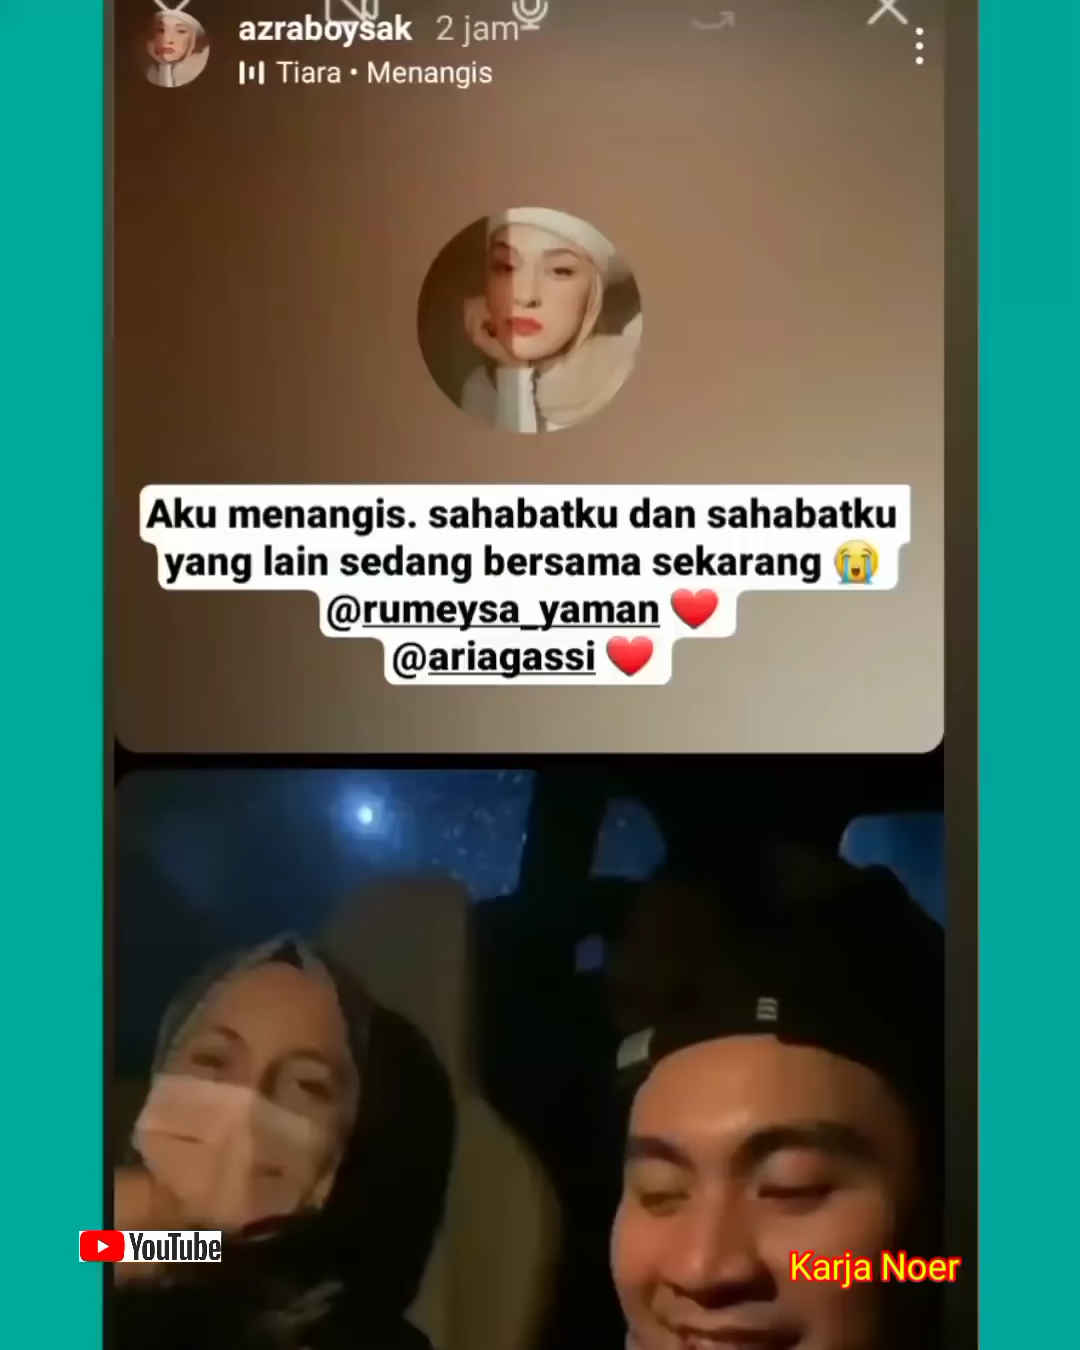 azraboysak 2 jam
Tiara • Menangis
Aku menangis. sahabatku dan sahabatku
yang lain sedang bersama sekarang 😭
@rumeysa_yaman ❤️
@ariagassi ❤️
YouTube
Karja Noer